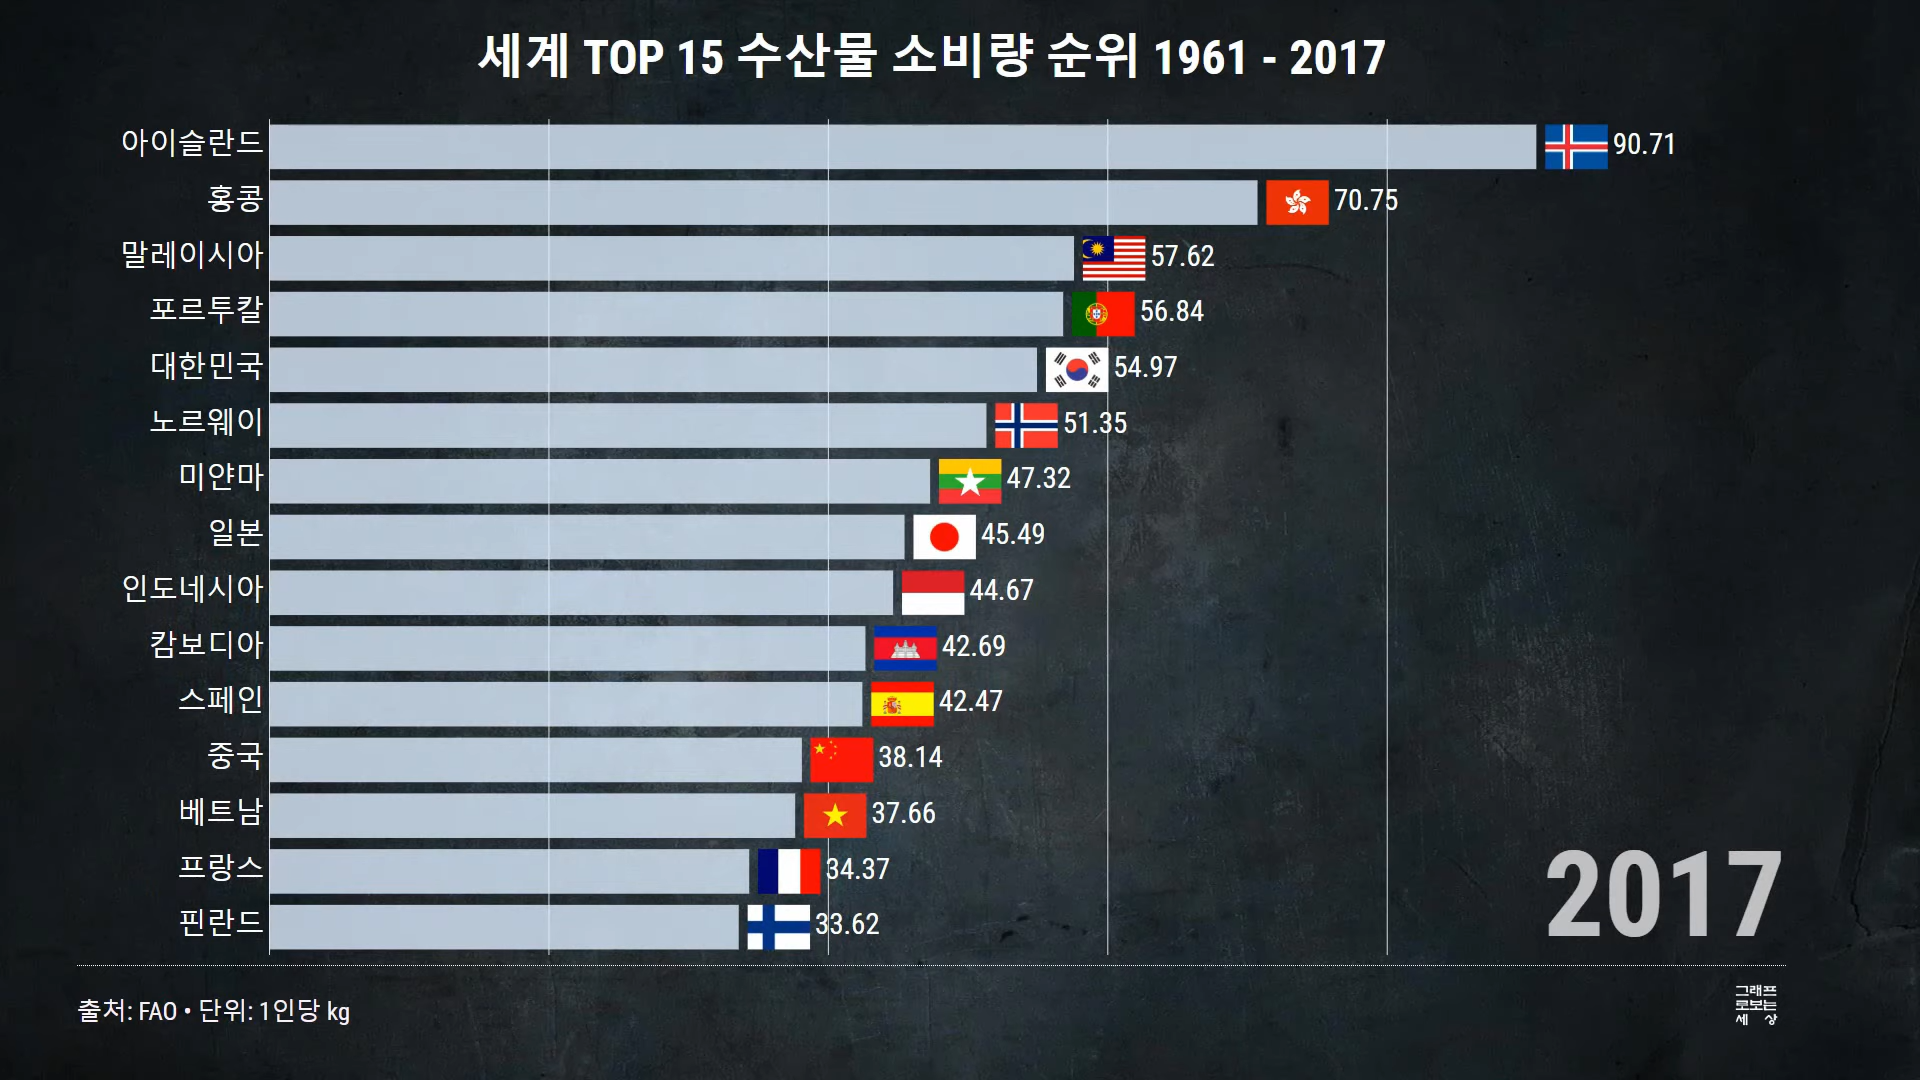 세계 TOP 15 수산물 소비량 순위 1961 - 2017
아이슬란드 90.71
홍콩 70.75
말레이시아 57.62
포르투칼 56.84
대한민국 54.97
노르웨이 51.35
미얀마 47.32
일본 45.49
인도네시아 44.67
캄보디아 42.69
스페인 42.47
중국 38.14
베트남 37.66
프랑스 34.37
핀란드 33.62
2017
출처: FAO • 단위: 1인당 kg
그래프
로보는
세 상